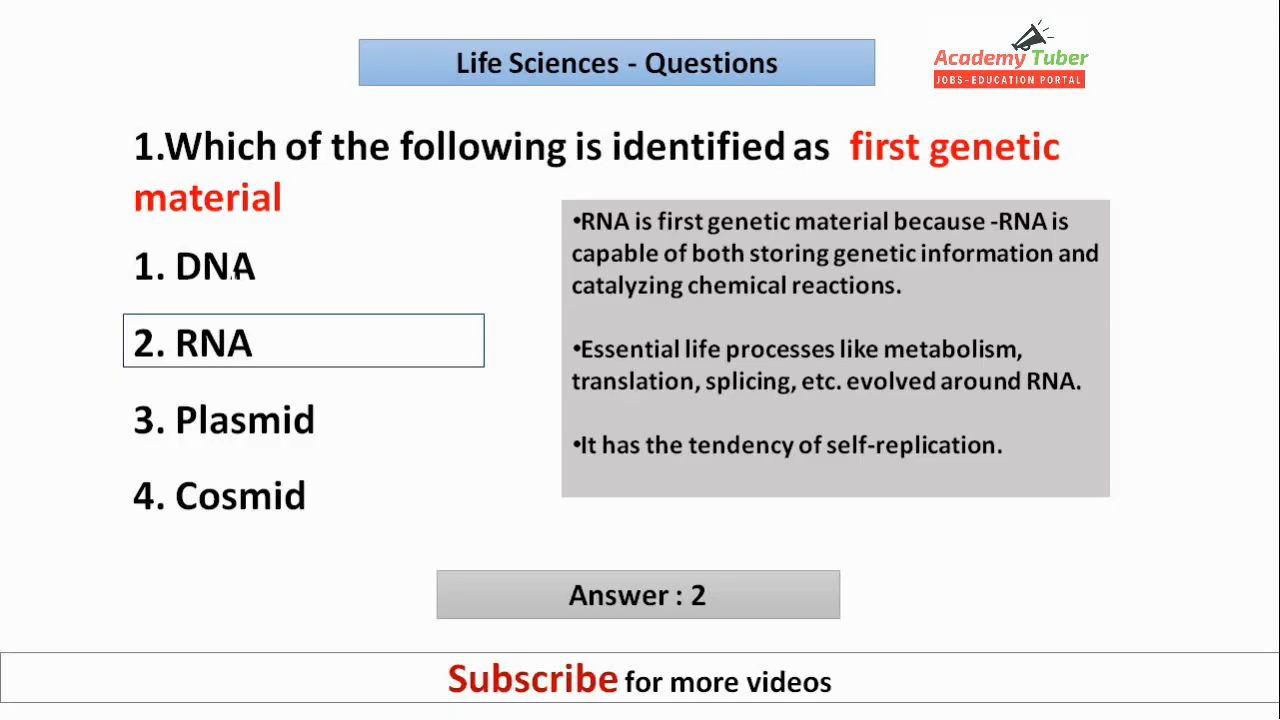 Life Sciences - Questions
Academy Tuber
JOBS-EDUCATION PORTAL
1.Which of the following is identified as first genetic
material
1. DNA
2. RNA
3. Plasmid
4. Cosmid
•RNA is first genetic material because -RNA is
capable of both storing genetic information and
catalyzing chemical reactions.
•Essential life processes like metabolism,
translation, splicing, etc. evolved around RNA.
•It has the tendency of self-replication.
Answer : 2
Subscribe for more videos